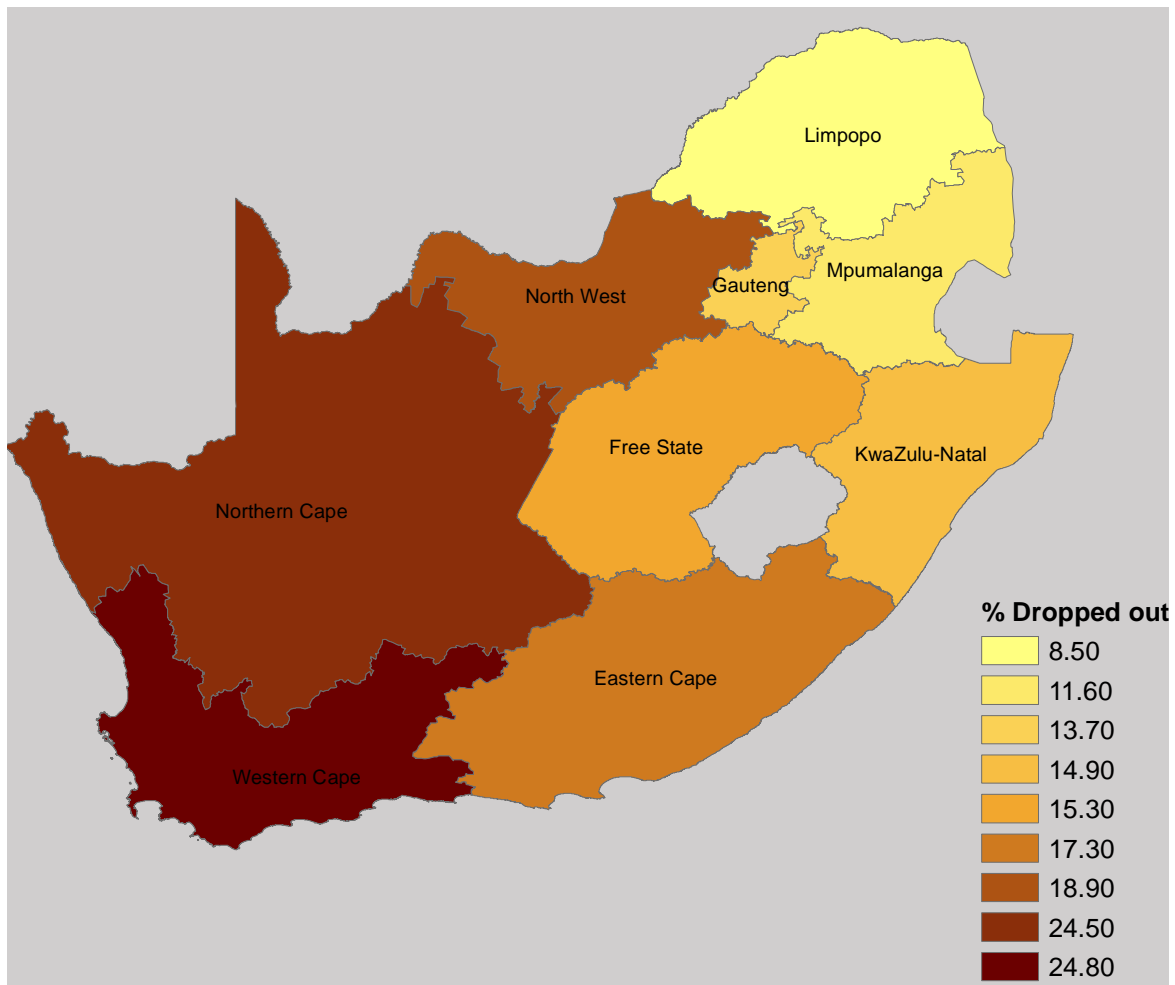 Limpopo
Mpumalanga
Gauteng
North West
Free State
KwaZulu-Natal
Northern Cape
Eastern Cape
Western Cape
% Dropped out
8.50
11.60
13.70
14.90
15.30
17.30
18.90
24.50
24.80